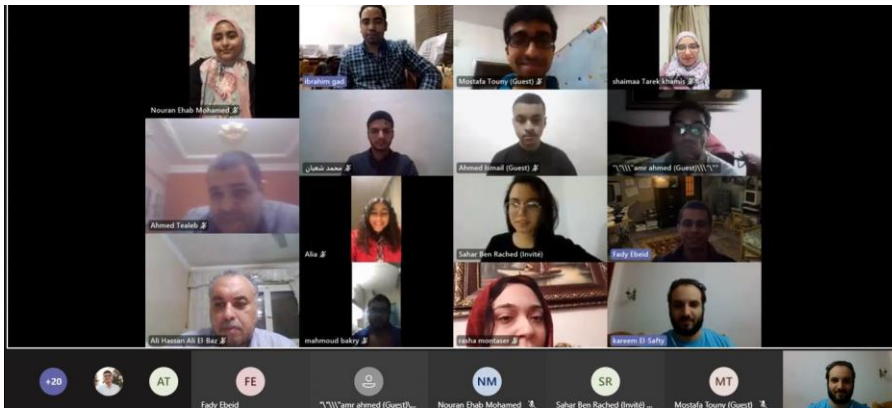 Nouran Ehab Mohamed
ibrahim gad
Mostafa Touny (Guest)
shaimaa Tarek khamis
Ahmed Tealeb
محمد شعبان
Ahmed Ismail (Guest)
"\"\\\"amr ahmed (Guest)\\\"\""
Alia
Sahar Ben Rached (Invité)
Fady Ebeid
Ali Hassan Ali El-Baz
mahmoud bakry
rasha montaser
kareem El-Safty
+20
AT
FE
NM
SR
MT
Fady Ebeid
"\"\\\"amr ahmed (Guest)\...
Nouran Ehab Mohamed
Sahar Ben Rached (Invité) ...
Mostafa Touny (Guest)